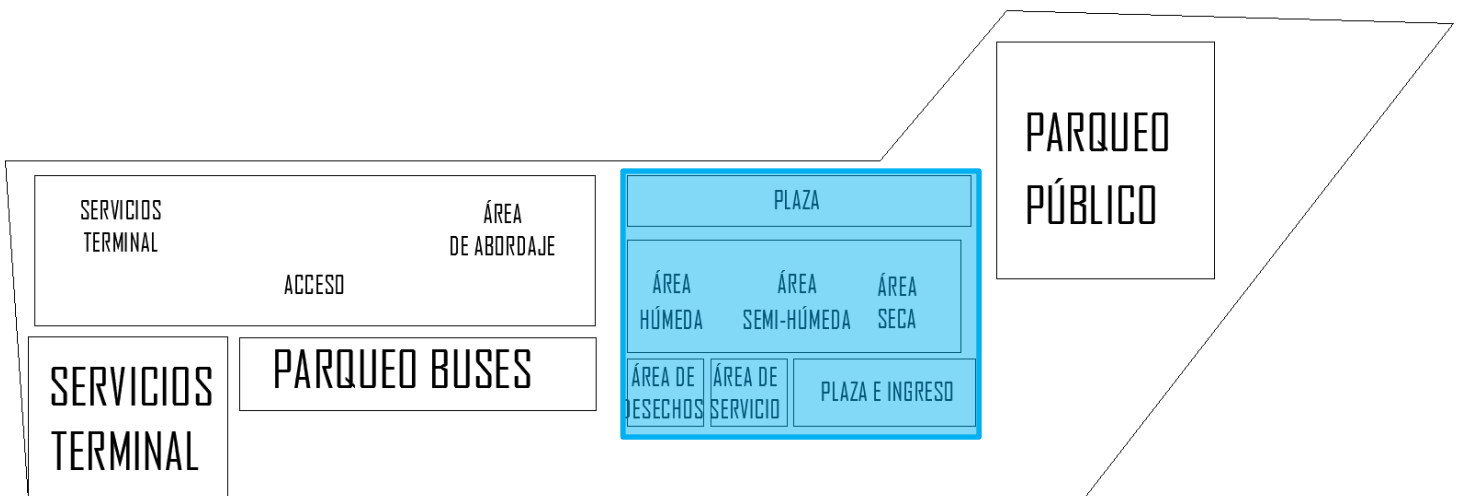 SERVICIOS
TERMINAL
ÁREA
DE ABORDAJE
ACCESO
SERVICIOS
TERMINAL
PARQUEO BUSES
PLAZA
ÁREA
HÚMEDA
ÁREA
SEMI-HÚMEDA
ÁREA
SECA
ÁREA DE
DESECHOS
ÁREA DE
SERVICIO
PLAZA E INGRESO
PARQUEO
PÚBLICO